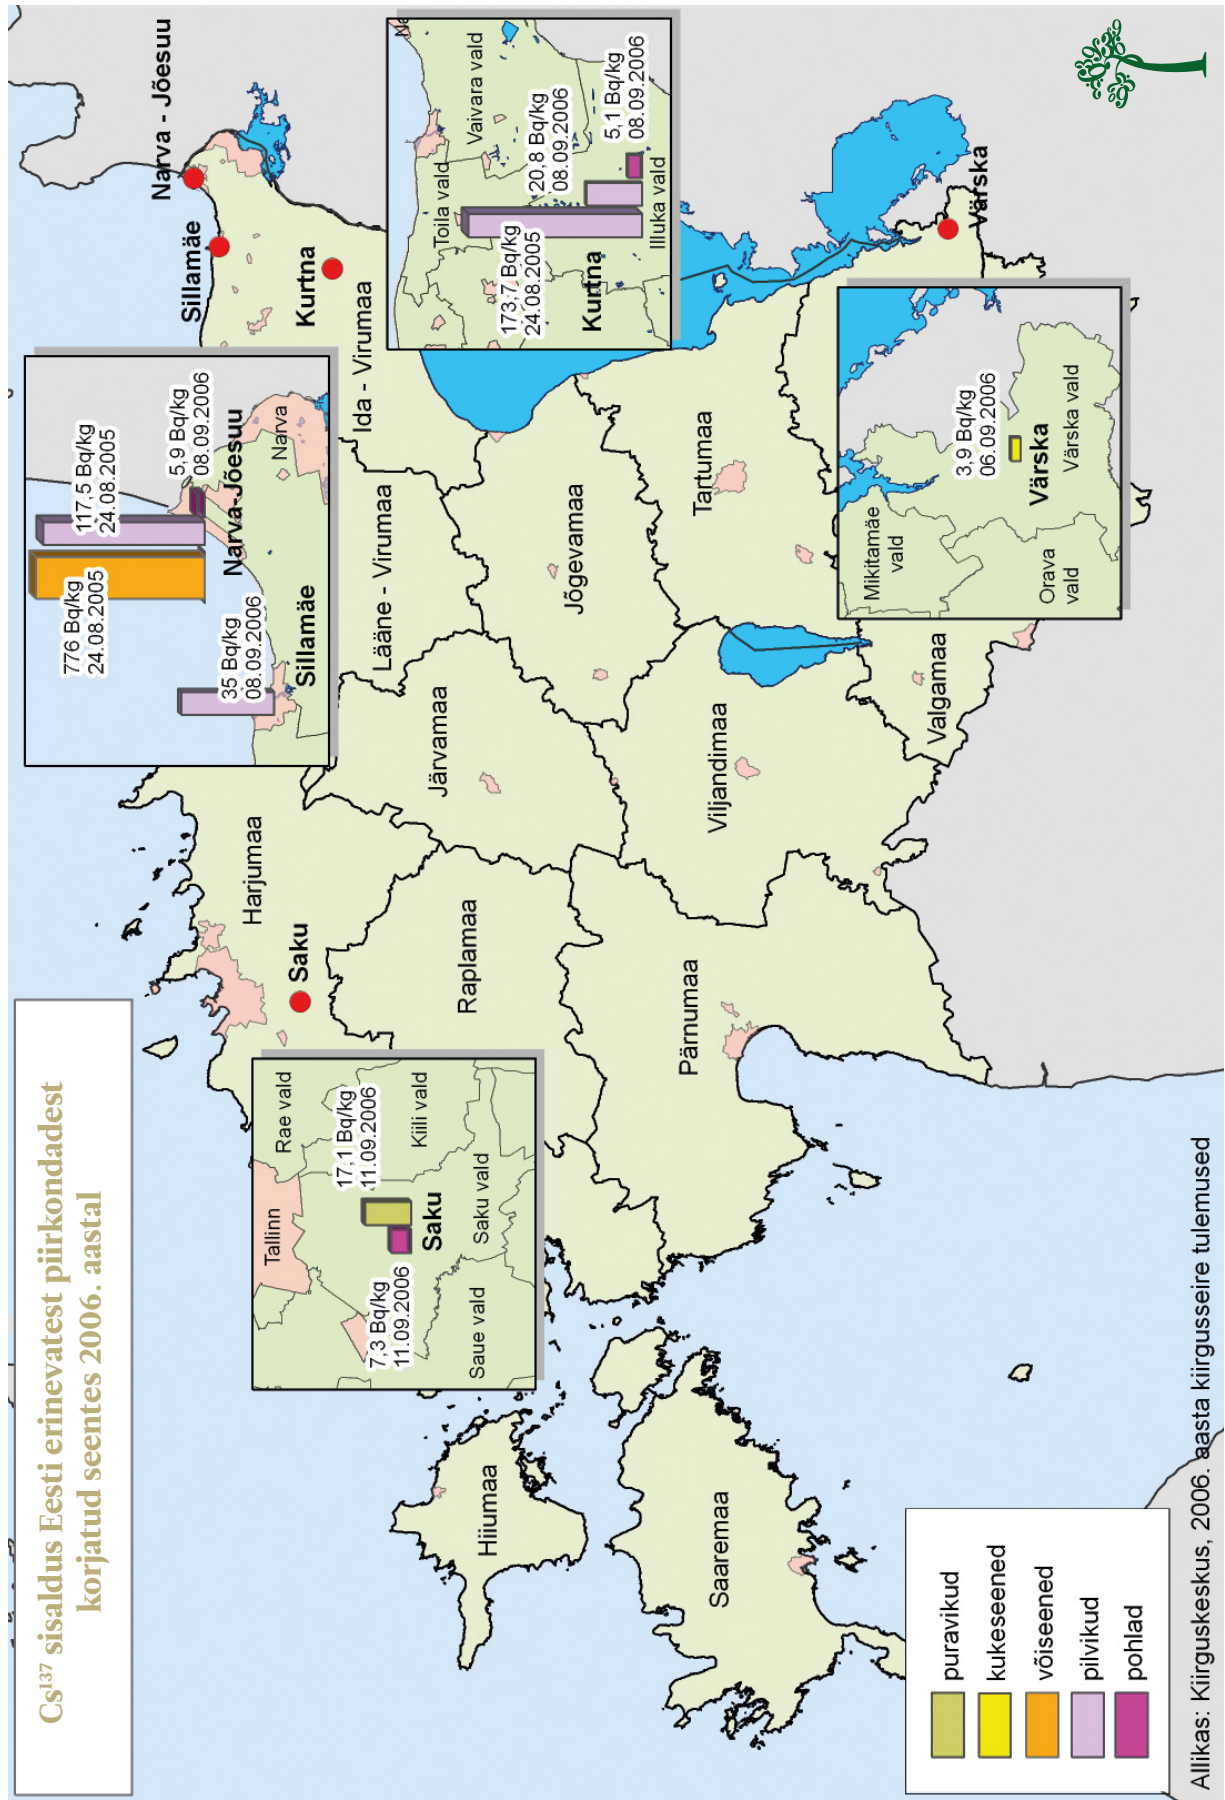 Cs¹³⁷ sisaldus Eesti erinevatest piirkondadest
korjatud seentes 2006. aastal
776 Bq/kg
24.08.2005
117,5 Bq/kg
24.08.2005
5,9 Bq/kg
08.09.2006
35 Bq/kg
08.09.2006
Narva-Jõesuu
Narva
Sillamäe
Narva - Jõesuu
Sillamäe
Kurtna
Ida - Virumaa
Toila vald
Vaivara vald
173,7 Bq/kg
24.08.2005
20,8 Bq/kg
08.09.2006
5,1 Bq/kg
08.09.2006
Kurtna
Illuka vald
Harjumaa
Saku
Lääne - Virumaa
Järvamaa
Raplamaa
Jõgevamaa
Tartumaa
Viljandimaa
Pärnumaa
Valgamaa
Värska
Hiiumaa
Saaremaa
Tallinn
Rae vald
17,1 Bq/kg
11.09.2006
7,3 Bq/kg
11.09.2006
Kiili vald
Saku
Saku vald
Saue vald
Mikitamäe
vald
3,9 Bq/kg
06.09.2006
Värska
Värska vald
Orava
vald
puravikud
kukeseened
võiseened
pilvikud
pohlad
Allikas: Kiirguskeskus, 2006. aasta kiirgusseire tulemused